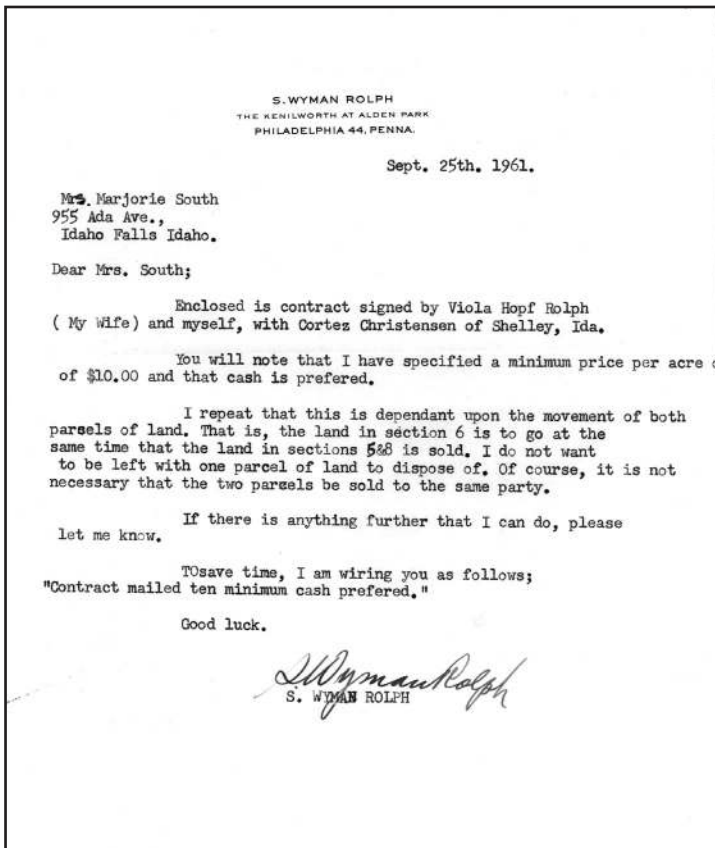 S. WYMAN ROLPH
THE KENILWORTH AT ALDEN PARK
PHILADELPHIA 44, PENNA.
Sept. 25th. 1961.
Mrs. Marjorie South
955 Ada Ave.,
Idaho Falls Idaho.
Dear Mrs. South;
Enclosed is contract signed by Viola Hopf Rolph
( My Wife) and myself, with Cortez Christensen of Shelley, Ida.
You will note that I have specified a minimum price per acre
of $10.00 and that cash is prefered.
I repeat that this is dependant upon the movement of both
parsels of land. That is, the land in section 6 is to go at the
same time that the land in sections 5&8 is sold. I do not want
to be left with one parcel of land to dispose of. Of course, it is not
necessary that the two parcels be sold to the same party.
If there is anything further that I can do, please
let me know.
TOsave time, I am wiring you as follows;
"Contract mailed ten minimum cash prefered."
Good luck.
S Wyman Rolph
S. WYMAN ROLPH